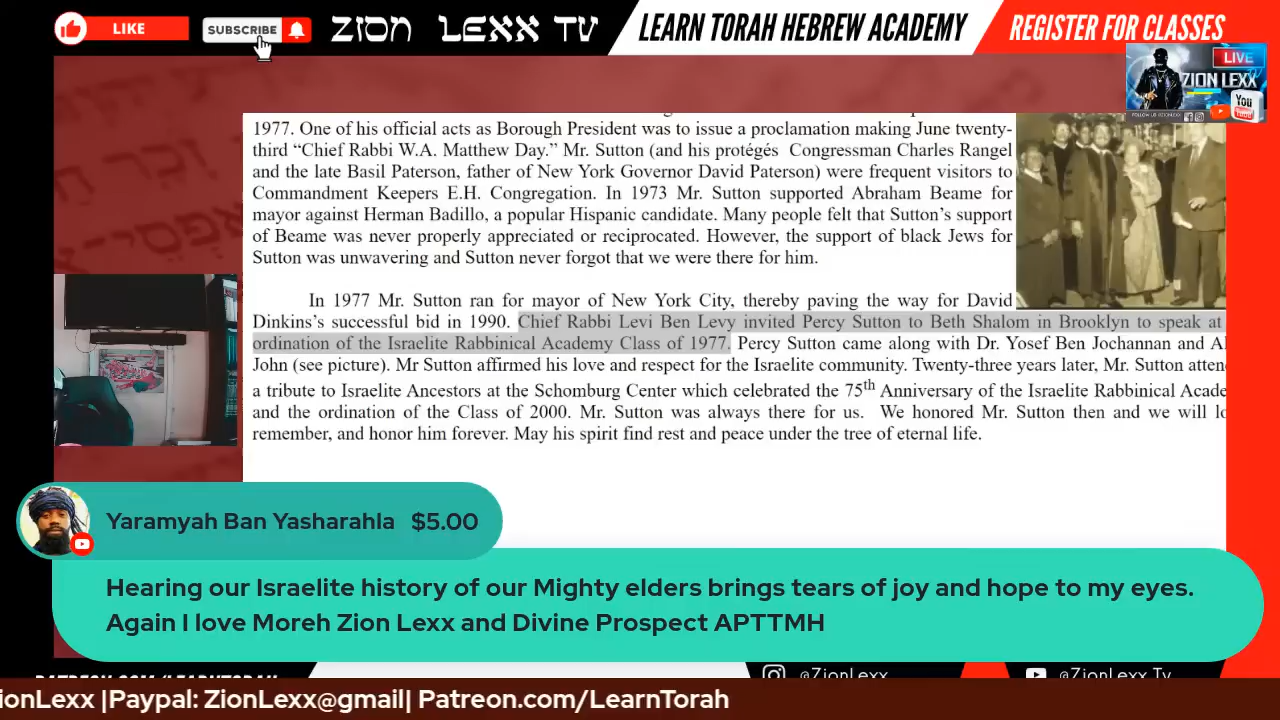 LIKE
SUBSCRIBE
ZION LEXX TV
LEARN TORAH HEBREW ACADEMY
REGISTER FOR CLASSES
LIVE
ZION LEXX
You
1977. One of his official acts as Borough President was to issue a proclamation making June twenty-
third “Chief Rabbi W.A. Matthew Day.” Mr. Sutton (and his protégés Congressman Charles Rangel
and the late Basil Paterson, father of New York Governor David Paterson) were frequent visitors to
Commandment Keepers E.H. Congregation. In 1973 Mr. Sutton supported Abraham Beame for
mayor against Herman Badillo, a popular Hispanic candidate. Many people felt that Sutton’s support
of Beame was never properly appreciated or reciprocated. However, the support of black Jews for
Sutton was unwavering and Sutton never forgot that we were there for him.
In 1977 Mr. Sutton ran for mayor of New York City, thereby paving the way for David
Dinkins’s successful bid in 1990. Chief Rabbi Levi Ben Levy invited Percy Sutton to Beth Shalom in Brooklyn to speak at
ordination of the Israelite Rabbinical Academy Class of 1977. Percy Sutton came along with Dr. Yosef Ben Jochannan and
John (see picture). Mr Sutton affirmed his love and respect for the Israelite community. Twenty-three years later, Mr. Sutton atten
a tribute to Israelite Ancestors at the Schomburg Center which celebrated the 75th Anniversary of the Israelite Rabbinical Acade
and the ordination of the Class of 2000. Mr. Sutton was always there for us. We honored Mr. Sutton then and we will
remember, and honor him forever. May his spirit find rest and peace under the tree of eternal life.
Yaramyah Ban Yasharahla $5.00
Hearing our Israelite history of our Mighty elders brings tears of joy and hope to my eyes.
Again I love Moreh Zion Lexx and Divine Prospect APTTMH
@ZionLexx
@ZionLexx Tv
ionLexx |Paypal: ZionLexx@gmail| Patreon.com/LearnTorah